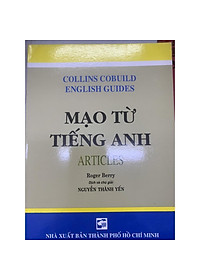 COLLINS COBUILD
ENGLISH GUIDES
MẠO TỪ
TIẾNG ANH
ARTICLES
Roger Berry
Dịch và chú giải
NGUYỄN THÀNH YẾN
NHÀ XUẤT BẢN THÀNH PHỐ HỒ CHÍ MINH